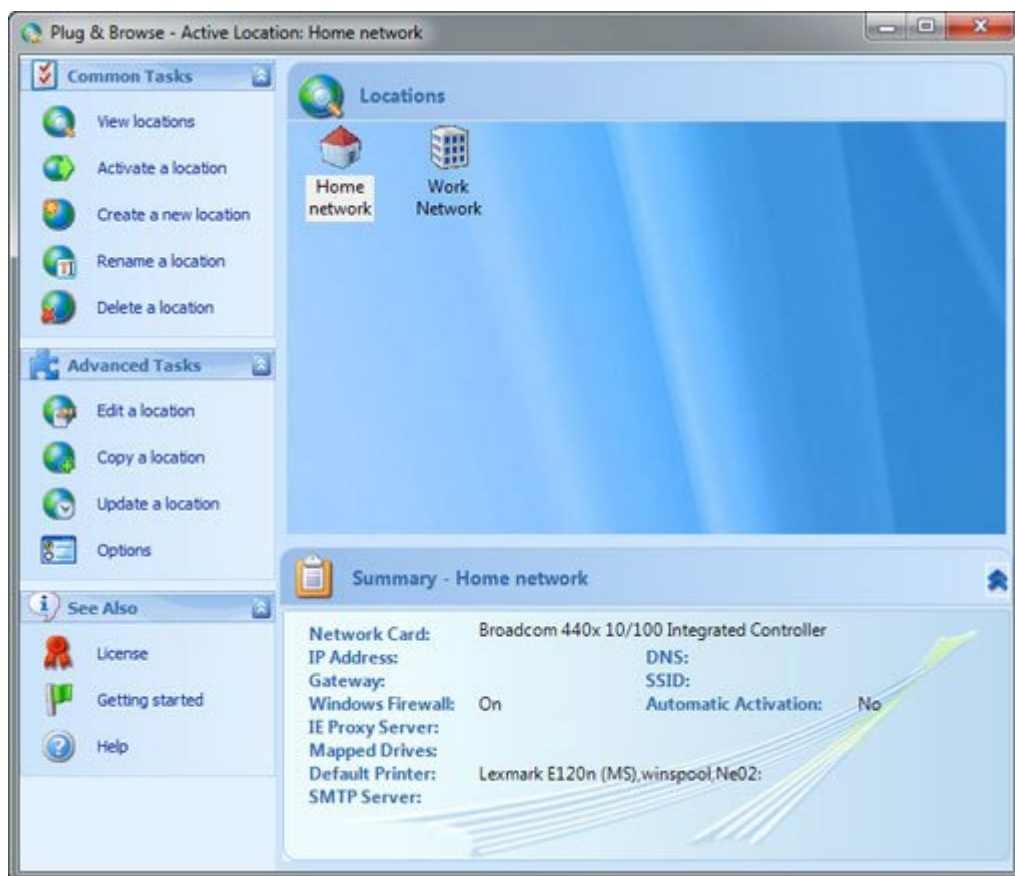 Plug & Browse - Active Location: Home network
Common Tasks
View locations
Activate a location
Create a new location
Rename a location
Delete a location
Advanced Tasks
Edit a location
Copy a location
Update a location
Options
See Also
License
Getting started
Help
Locations
Home network
Work Network
Summary - Home network
Network Card: Broadcom 440x 10/100 Integrated Controller
IP Address: DNS:
Gateway: SSID:
Windows Firewall: On Automatic Activation: No
IE Proxy Server:
Mapped Drives:
Default Printer: Lexmark E120n (MS),winspool,Ne02:
SMTP Server: